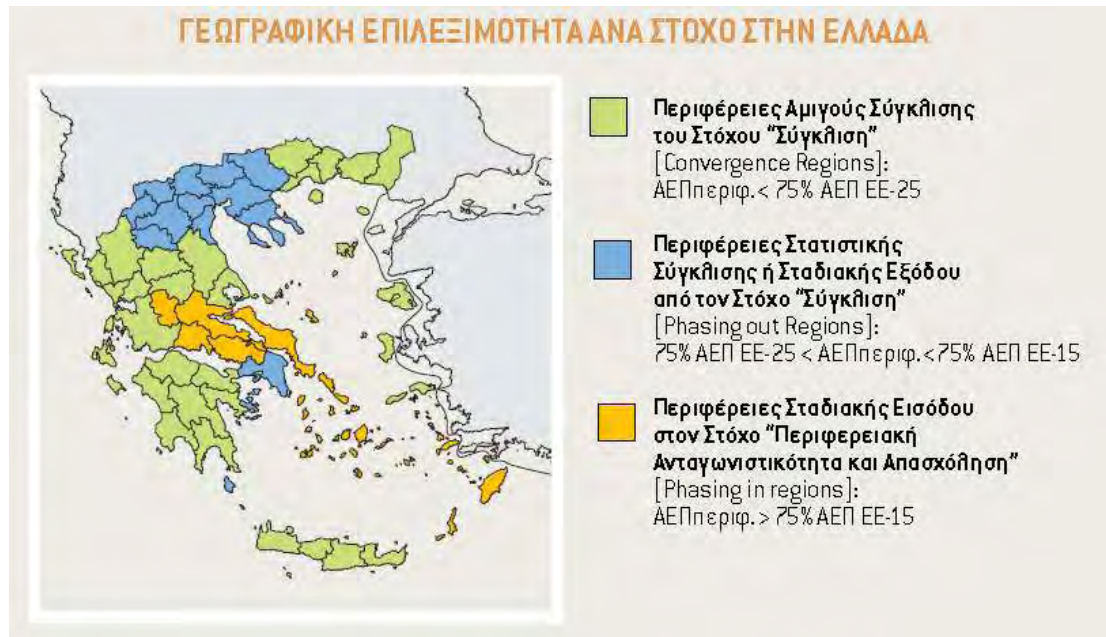 ΓΕΩΓΡΑΦΙΚΗ ΕΠΙΛΕΞΙΜΟΤΗΤΑ ΑΝΑ ΣΤΟΧΟ ΣΤΗΝ ΕΛΛΑΔΑ
Περιφέρειες Αμιγούς Σύγκλισης
του Στόχου "Σύγκλιση"
[Convergence Regions]:
ΑΕΠπεριφ.< 75% ΑΕΠ ΕΕ-25
Περιφέρειες Στατιστικής
Σύγκλισης ή Σταδιακής Εξόδου
από τον Στόχο "Σύγκλιση"
[Phasing out Regions]:
75% ΑΕΠ ΕΕ-25 < ΑΕΠπεριφ.<75% ΑΕΠ ΕΕ-15
Περιφέρειες Σταδιακής Εισόδου
στον Στόχο "Περιφερειακή
Ανταγωνιστικότητα και Απασχόληση"
[Phasing in regions]:
ΑΕΠπεριφ.> 75% ΑΕΠ ΕΕ-15